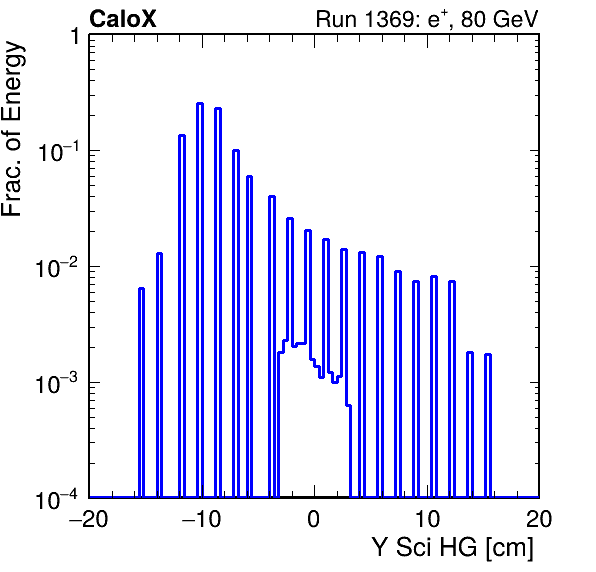 CaloX Run 1369: e⁺, 80 GeV
Frac. of Energy
1
10⁻¹
10⁻²
10⁻³
10⁻⁴
−20 −10 0 10 20
Y Sci HG [cm]